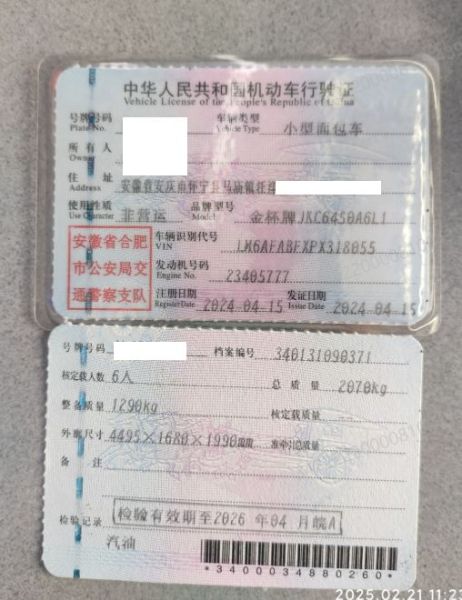 中华人民共和国机动车行驶证
Vehicle License of the People's Republic of China
号牌号码
Plate No.
车辆类型 小型面包车
Vehicle Type
所有人
Owner
住 址 安徽省安庆市怀宁县马庙镇
Address
使用性质 非营运
Use Character
品牌型号 金杯牌JKC6450A6L1
Model
安徽省合肥
市公安局交
通警察支队
车辆识别代号
VIN
发动机号码 23405777
Engine No.
注册日期 2024-04-15
Register Date
发证日期 2024-04-15
Issue Date
号牌号码
档案编号 340131090371
核定载人数 6人
总 质 量 2070kg
整备质量 1290kg
核定载质量
外廓尺寸 4495×1680×1990mm
准牵引总质量
备 注
检验记录 检验有效期至2026 年04 月皖A
汽油
*3400034880260*
2025.02.21 11:23